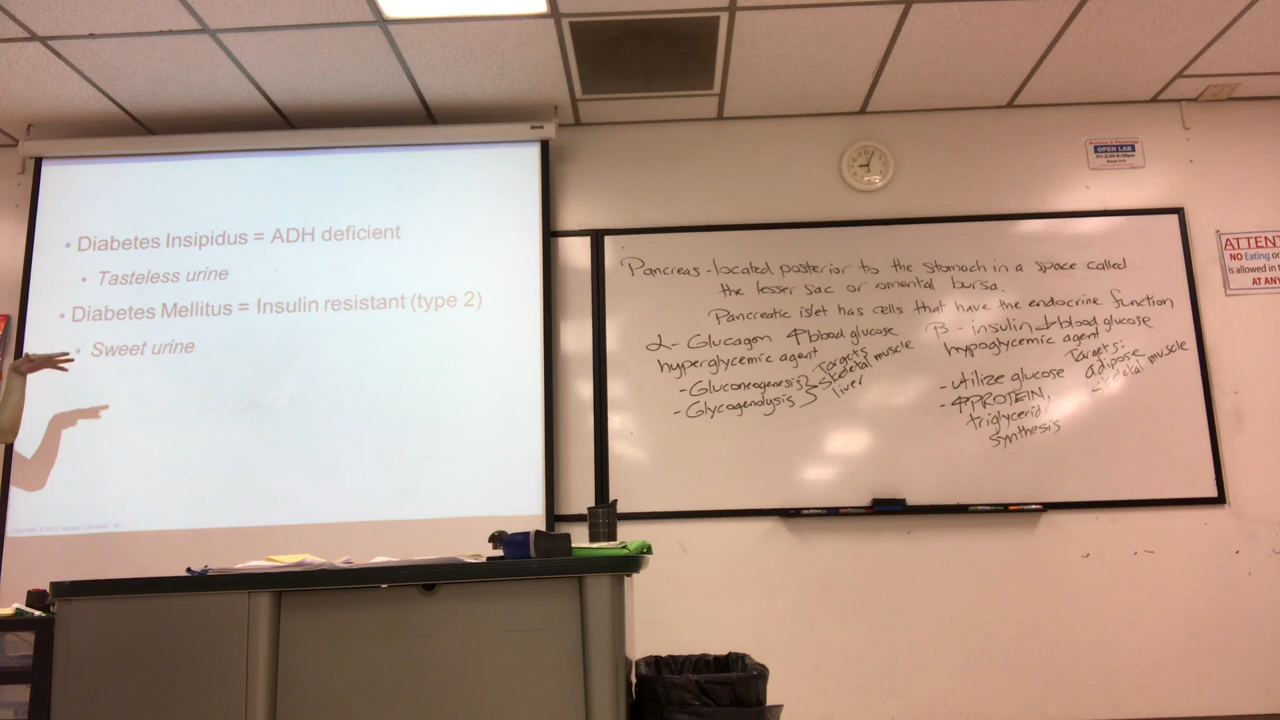 • Diabetes Insipidus = ADH deficient
• Tasteless urine
• Diabetes Mellitus = Insulin resistant (type 2)
• Sweet urine
Pancreas - located posterior to the stomach in a space called
the lesser sac or omental bursa.
Pancreatic islet has cells that have the endocrine function
α - Glucagon ↑ blood glucose
hyperglycemic agent
- Gluconeogenesis
- Glycogenolysis
Targets
Skeletal muscle
liver
β - insulin ↓ blood glucose
hypoglycemic agent
- utilize glucose
- ↑ PROTEIN,
triglycerid
synthesis
Targets:
adipose
skeletal muscle
OPEN LAB
ATTENT
NO Eating or
is allowed in
AT ANY